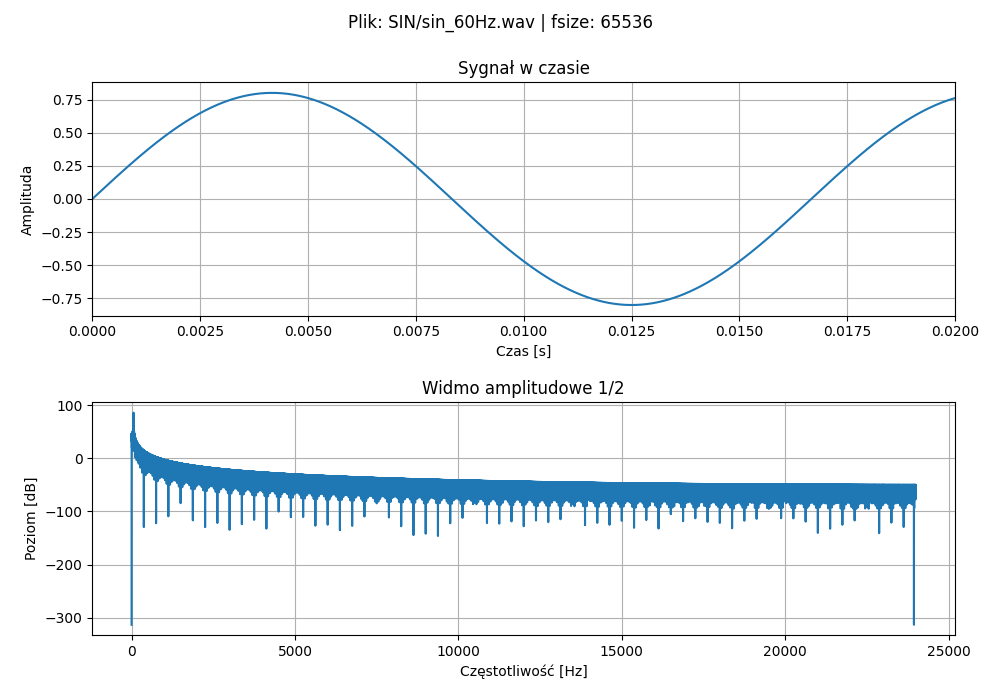 Plik: SIN/sin_60Hz.wav | fsize: 65536
Sygnał w czasie
Amplituda
0.75
0.50
0.25
0.00
−0.25
−0.50
−0.75
0.0000 0.0025 0.0050 0.0075 0.0100 0.0125 0.0150 0.0175 0.0200
Czas [s]
Widmo amplitudowe 1/2
Poziom [dB]
100
0
−100
−200
−300
0 5000 10000 15000 20000 25000
Częstotliwość [Hz]